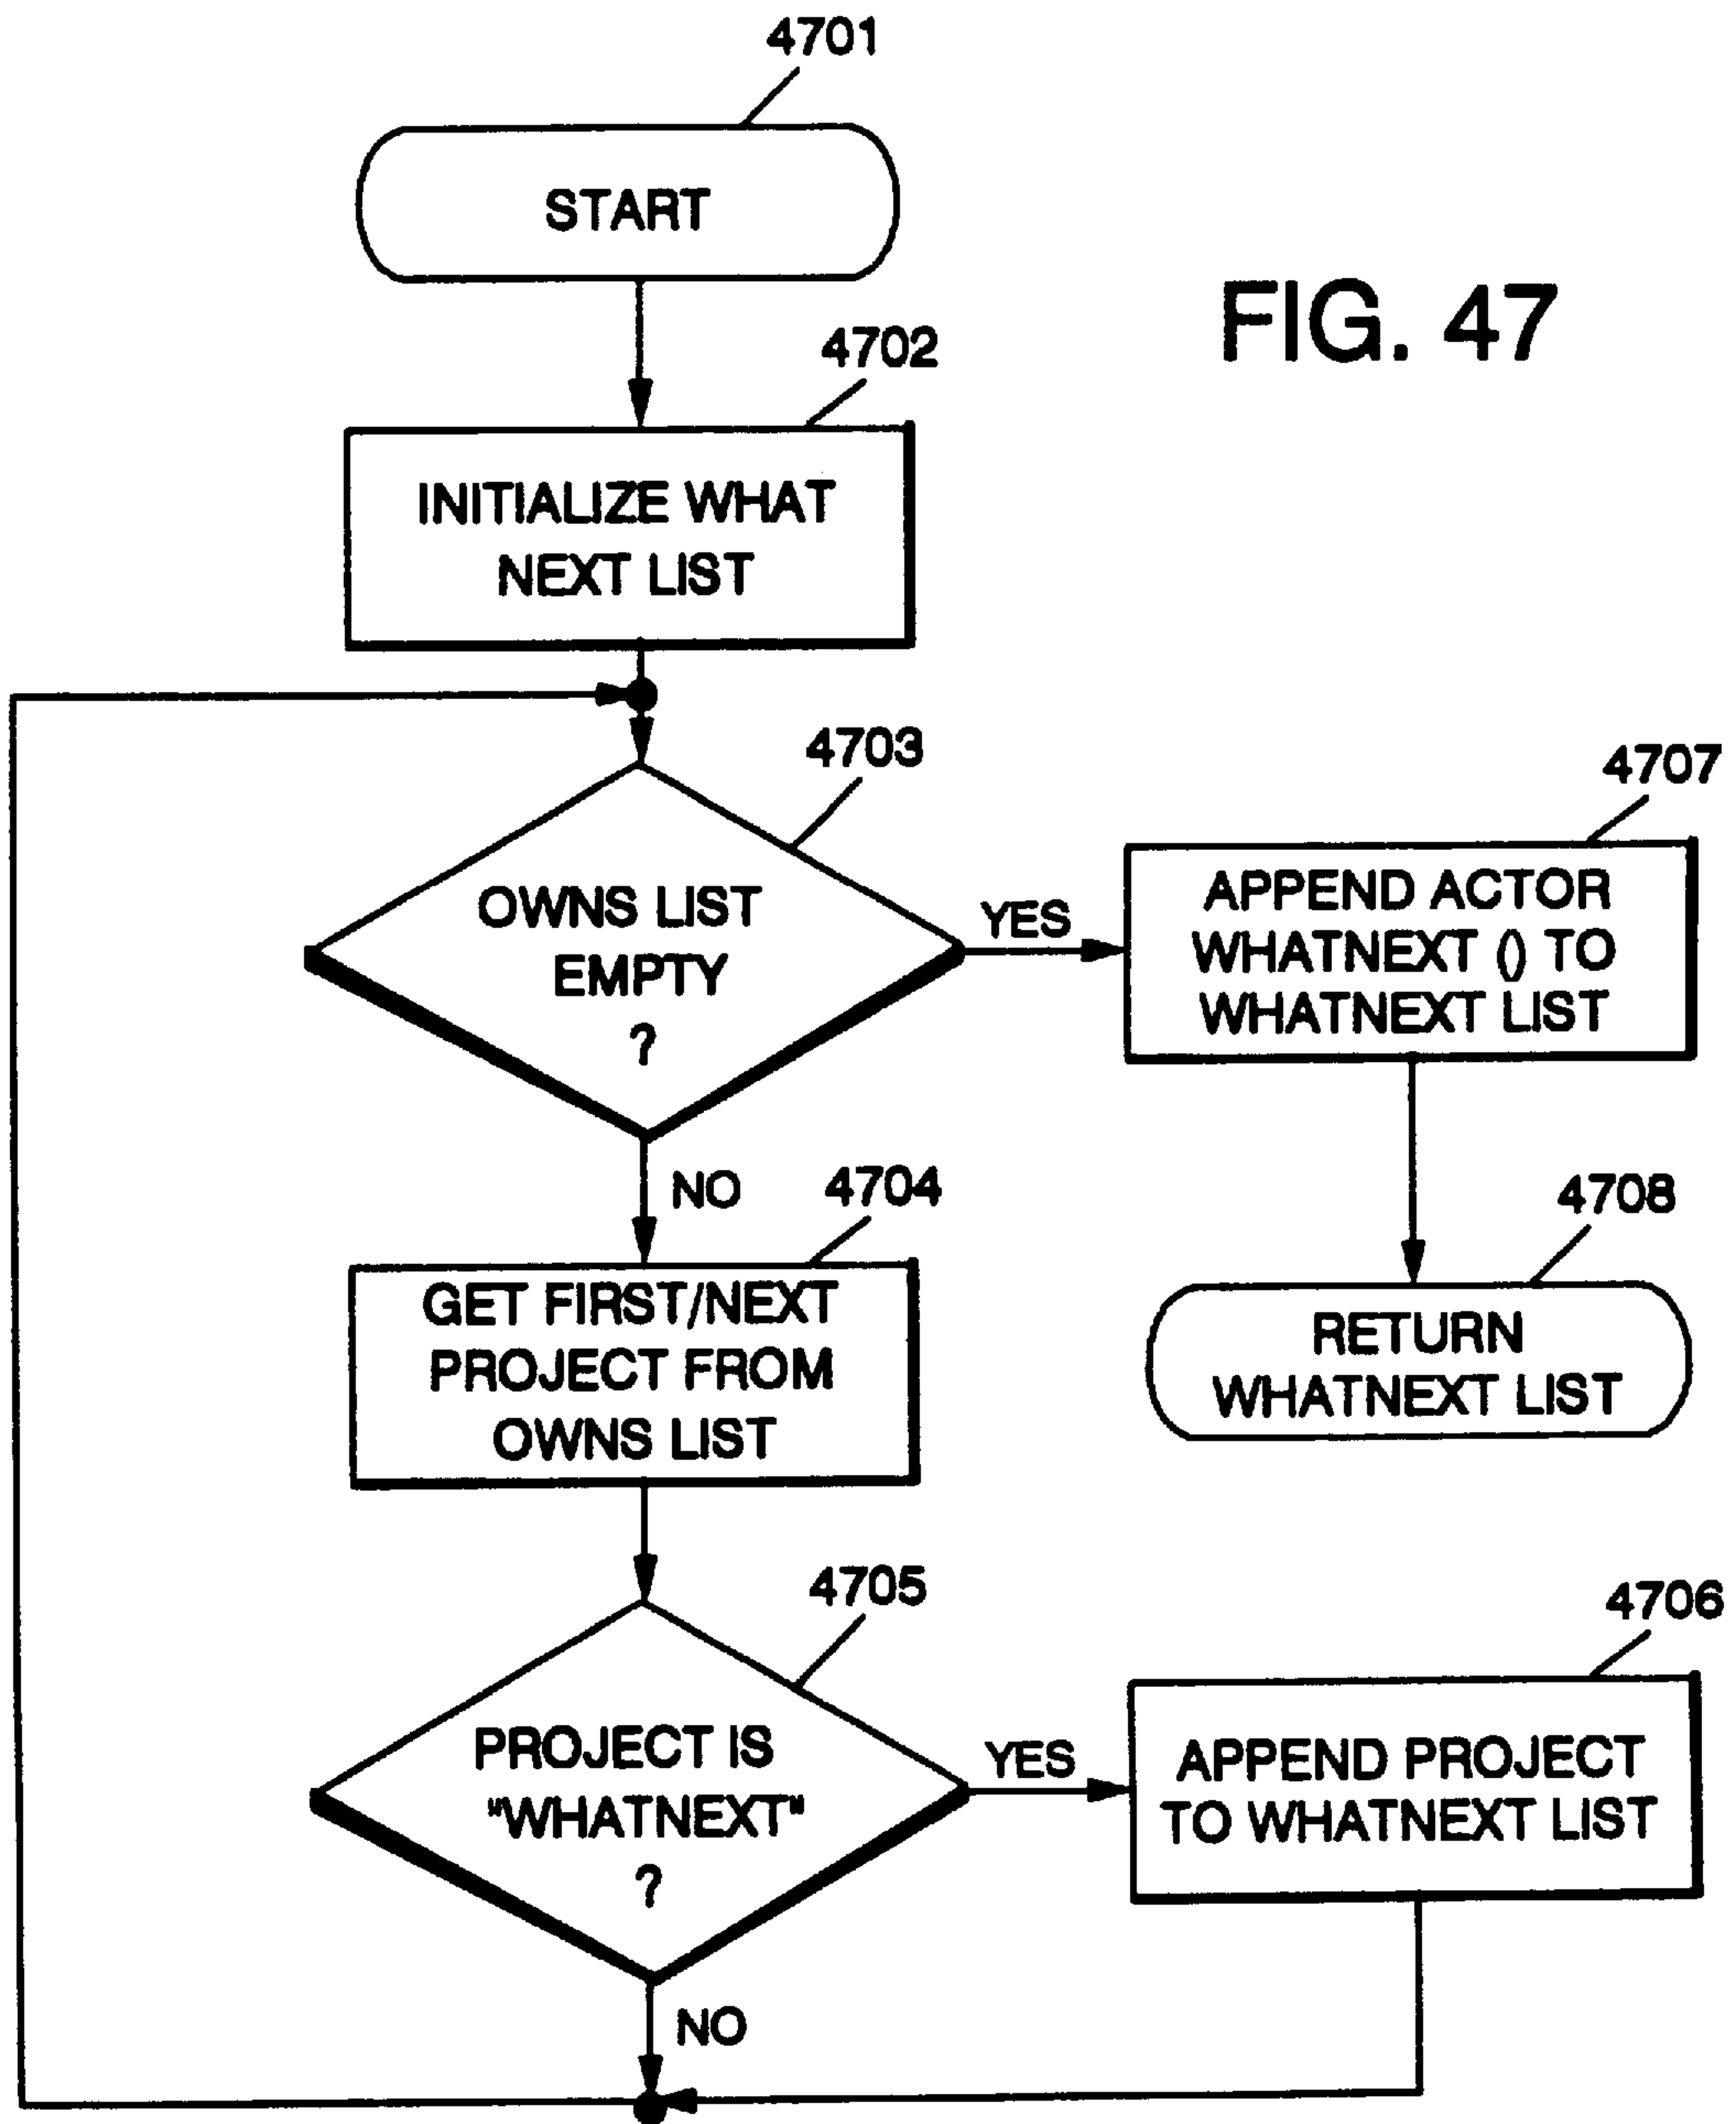 4701
START
FIG. 47
4702
INITIALIZE WHAT
NEXT LIST
4703
OWNS LIST
EMPTY
?
YES
4707
APPEND ACTOR
WHATNEXT () TO
WHATNEXT LIST
NO
4704
GET FIRST/NEXT
PROJECT FROM
OWNS LIST
4708
RETURN
WHATNEXT LIST
4705
PROJECT IS
"WHATNEXT"
?
YES
4706
APPEND PROJECT
TO WHATNEXT LIST
NO